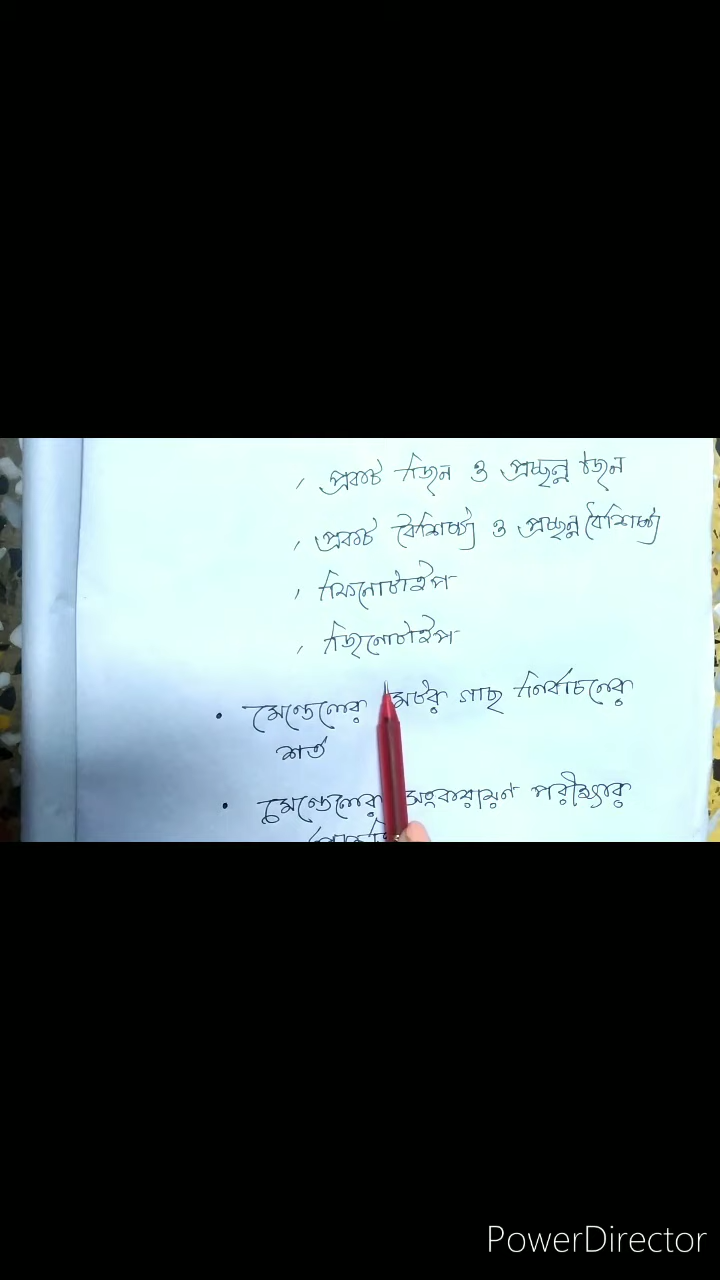 , প্রকট জিন ও প্রচ্ছন্ন জিন
, প্রকট বৈশিষ্ট্য ও প্রচ্ছন্ন বৈশিষ্ট্য
, ফিনোটাইপ
, জিনোটাইপ
• মেন্ডেলের মটর গাছ নির্বাচনের
শর্ত
• মেন্ডেলের সংকরায়ণ পরীক্ষার
PowerDirector